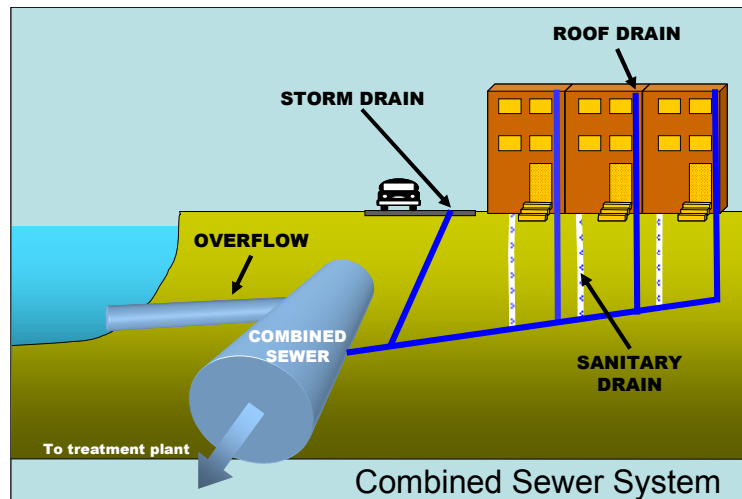 ROOF DRAIN
STORM DRAIN
OVERFLOW
COMBINED
SEWER
SANITARY
DRAIN
To treatment plant
Combined Sewer System